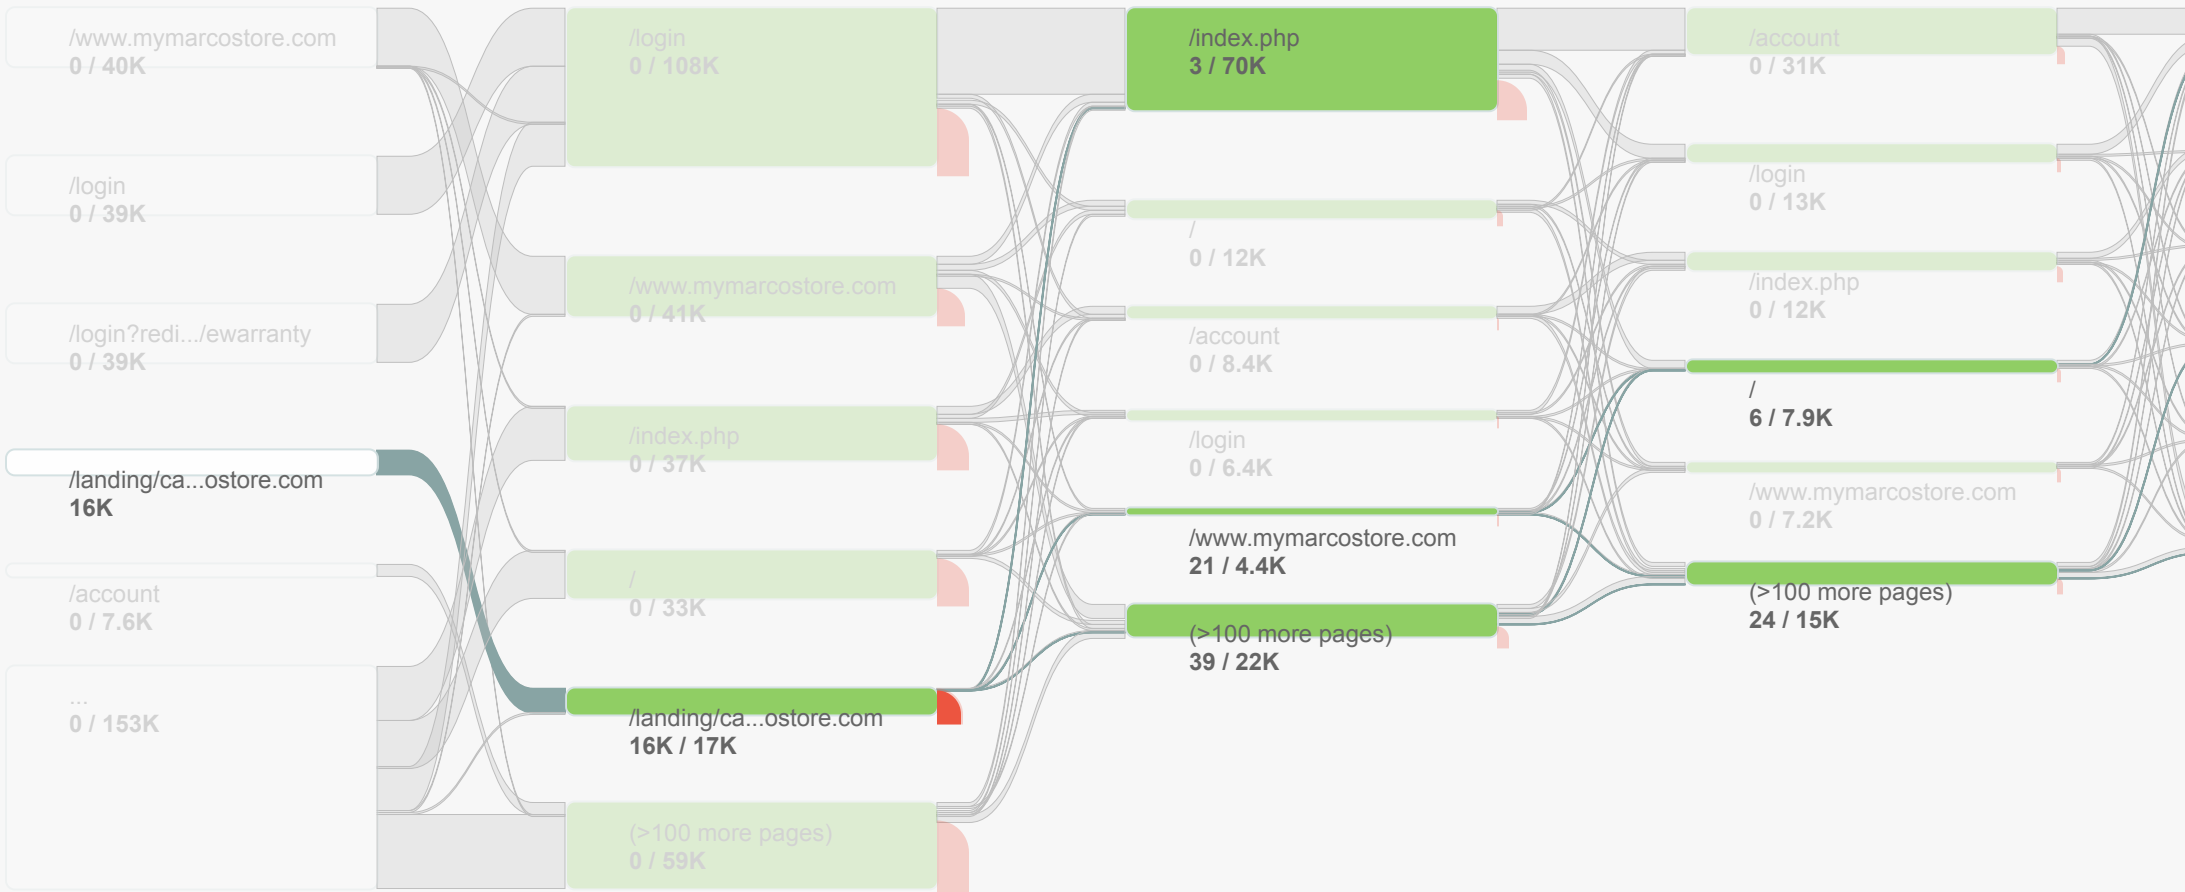 /www.mymarcostore.com
0 / 40K
/login
0 / 39K
/login?redi.../ewarranty
0 / 39K
/landing/ca...ostore.com
16K
/account
0 / 7.6K
...
0 / 153K
/login
0 / 108K
/www.mymarcostore.com
0 / 41K
/index.php
0 / 37K
/
0 / 33K
/landing/ca...ostore.com
16K / 17K
(>100 more pages)
0 / 59K
/index.php
3 / 70K
/
0 / 12K
/account
0 / 8.4K
/login
0 / 6.4K
/www.mymarcostore.com
21 / 4.4K
(>100 more pages)
39 / 22K
/account
0 / 31K
/login
0 / 13K
/index.php
0 / 12K
/
6 / 7.9K
/www.mymarcostore.com
0 / 7.2K
(>100 more pages)
24 / 15K